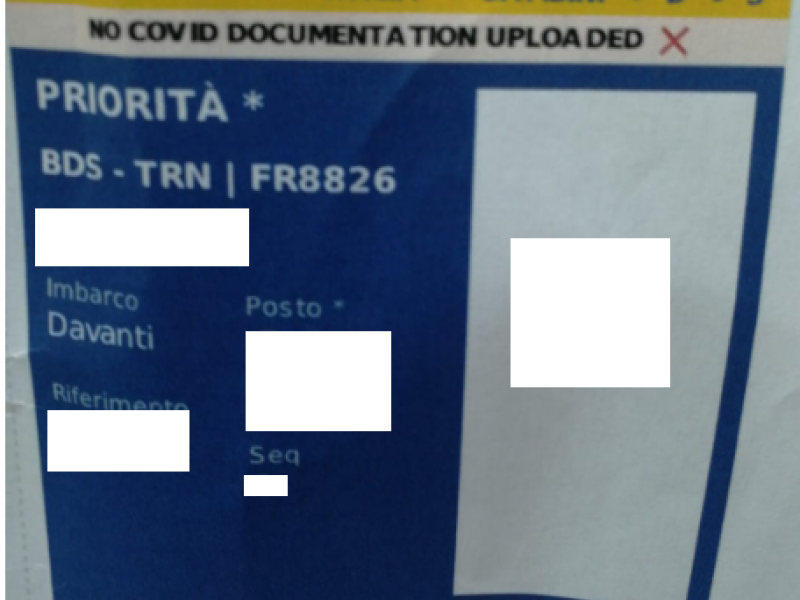 NO COVID DOCUMENTATION UPLOADED
PRIORITÀ *
BDS - TRN | FR8826
Imbarco
Davanti
Posto *
Riferimento
Seq